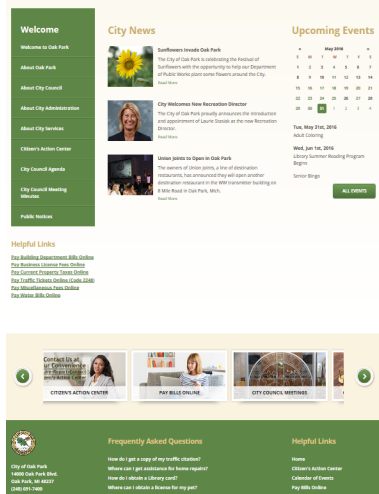 Welcome
Welcome to Oak Park
About Oak Park
About City Council
About City Administration
About City Services
Citizen's Action Center
City Council Agenda
City Council Meeting
Minutes
Public Notices
Helpful Links
Pay Building Department Bills Online
Pay Business License Fees Online
Pay Current Property Taxes Online
Pay Traffic Tickets Online (Code 2248)
Pay Miscellaneous Fees Online
Pay Water Bills Online
City News
Sunflowers Invade Oak Park
The City of Oak Park is celebrating the Festival of
Sunflowers with the opportunity to help our Department
of Public Works plant some flowers around the City.
Read More
City Welcomes New Recreation Director
The City of Oak Park proudly announces the introduction
and appointment of Laurie Stasiak as the new Recreation
Director.
Read More
Union Joints to Open in Oak Park
The owners of Union Joints, a line of destination
restaurants, has announced they will open another
destination restaurant in the WWJ transmitter building on
8 Mile Road in Oak Park, Mich.
Read More
Upcoming Events
« May 2016 »
S M T W T F S
1 2 3 4 5 6 7
8 9 10 11 12 13 14
15 16 17 18 19 20 21
22 23 24 25 26 27 28
29 30 31 1 2 3 4
Tue, May 31st, 2016
Adult Coloring
Wed, Jun 1st, 2016
Library Summer Reading Program
Begins
Senior Bingo
ALL EVENTS
Contact Us at
our Convenience
CITIZEN'S ACTION CENTER
PAY BILLS ONLINE
CITY COUNCIL MEETINGS
City of Oak Park
14000 Oak Park Blvd.
Oak Park, MI 48237
(248) 691-7400
Frequently Asked Questions
How do I get a copy of my traffic citation?
Where can I get assistance for home repairs?
How do I obtain a Library card?
Where can I obtain a license for my pet?
Helpful Links
Home
Citizen's Action Center
Calendar of Events
Pay Bills Online